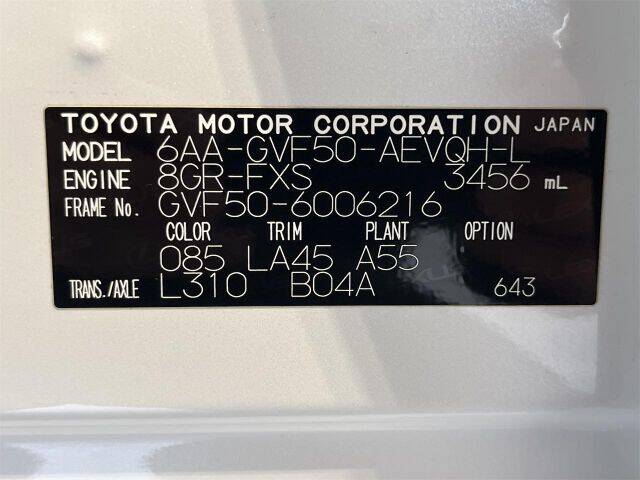 TOYOTA MOTOR CORPORATION JAPAN
MODEL 6AA-GVF50-AEVQH-L
ENGINE 8GR-FXS 3456 mL
FRAME No. GVF50-6006216
COLOR TRIM PLANT OPTION
085 LA45 A55
TRANS./AXLE L310 B04A 643